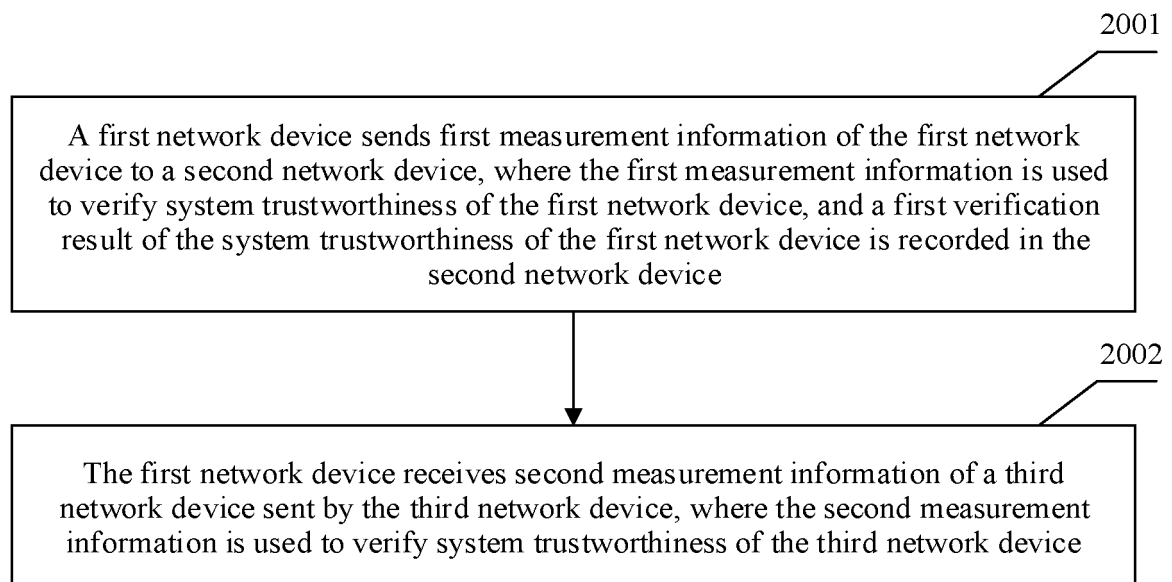 2001
A first network device sends first measurement information of the first network
device to a second network device, where the first measurement information is used
to verify system trustworthiness of the first network device, and a first verification
result of the system trustworthiness of the first network device is recorded in the
second network device
2002
The first network device receives second measurement information of a third
network device sent by the third network device, where the second measurement
information is used to verify system trustworthiness of the third network device